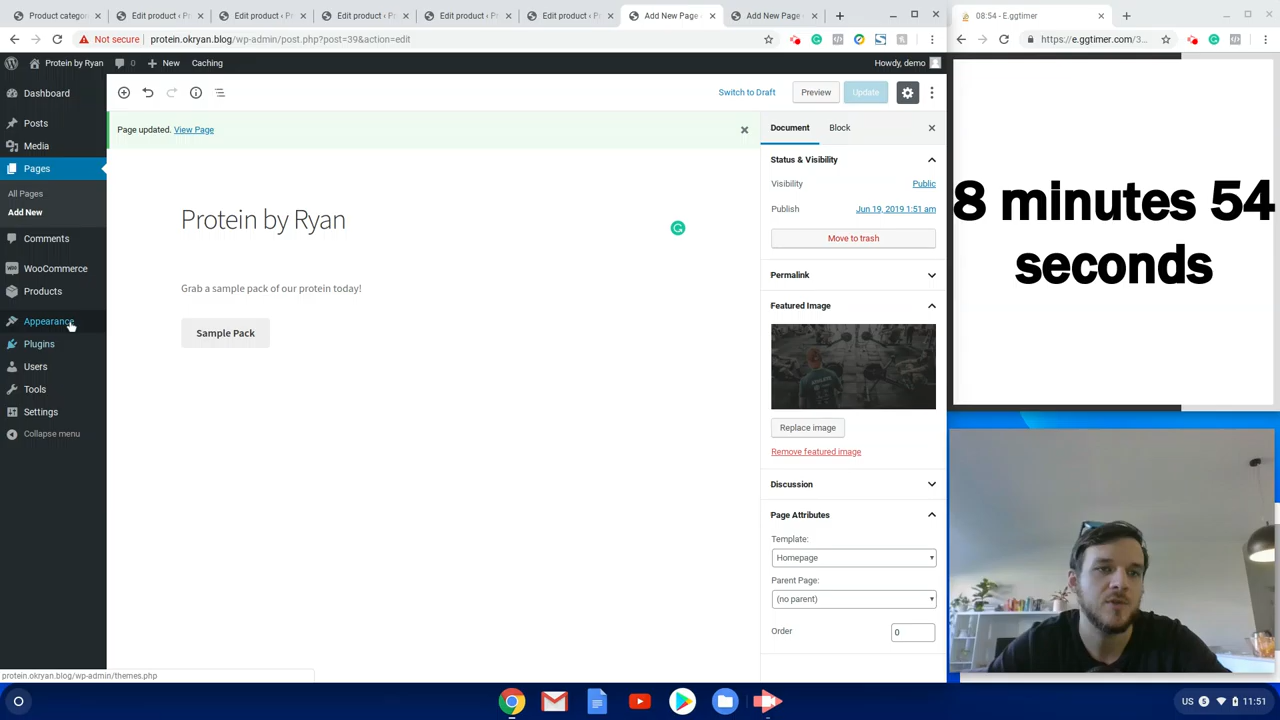 Product categor
Edit product ‹ P
Edit product ‹ P
Edit product ‹ P
Edit product ‹ P
Add New Page ‹
Add New Page
08:54 - E.ggtimer
Not secure | protein.okryan.blog/wp-admin/post.php?post=39&action=edit
https://e.ggtimer.com/3...
Protein by Ryan
0
New
Caching
Howdy, demo
Dashboard
Posts
Media
Pages
All Pages
Add New
Comments
WooCommerce
Products
Appearance
Plugins
Users
Tools
Settings
Collapse menu
Switch to Draft
Preview
Update
Page updated. View Page
Protein by Ryan
Grab a sample pack of our protein today!
Sample Pack
Document
Block
Status & Visibility
Visibility
Public
Publish
Jun 19, 2019 1:51 am
Move to trash
Permalink
Featured Image
Replace image
Remove featured image
Discussion
Page Attributes
Template:
Homepage
Parent Page:
(no parent)
Order
0
8 minutes 54
seconds
protein.okryan.blog/wp-admin/themes.php
US
11:51